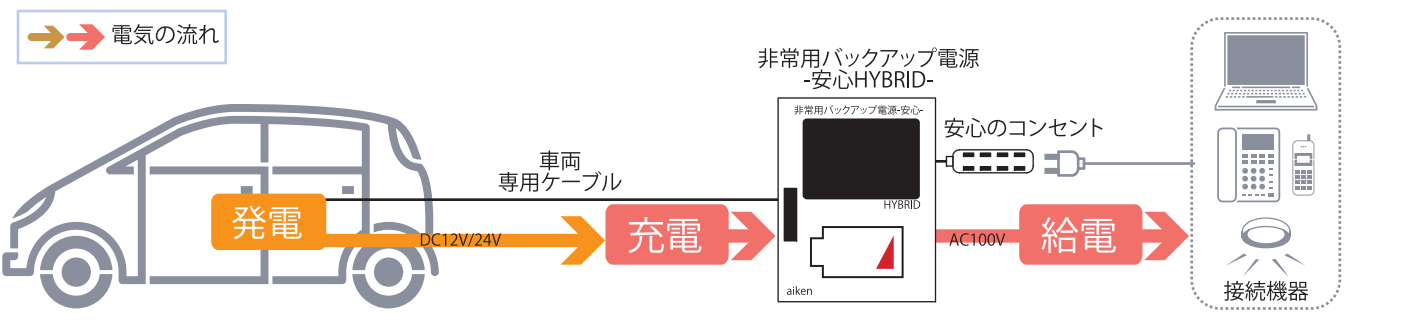 電気の流れ
非常用バックアップ電源
-安心HYBRID-
非常用バックアップ電源-安心-
安心のコンセント
車両
専用ケーブル
HYBRID
発電
DC12V/24V
充電
AC100V
給電
aiken
接続機器